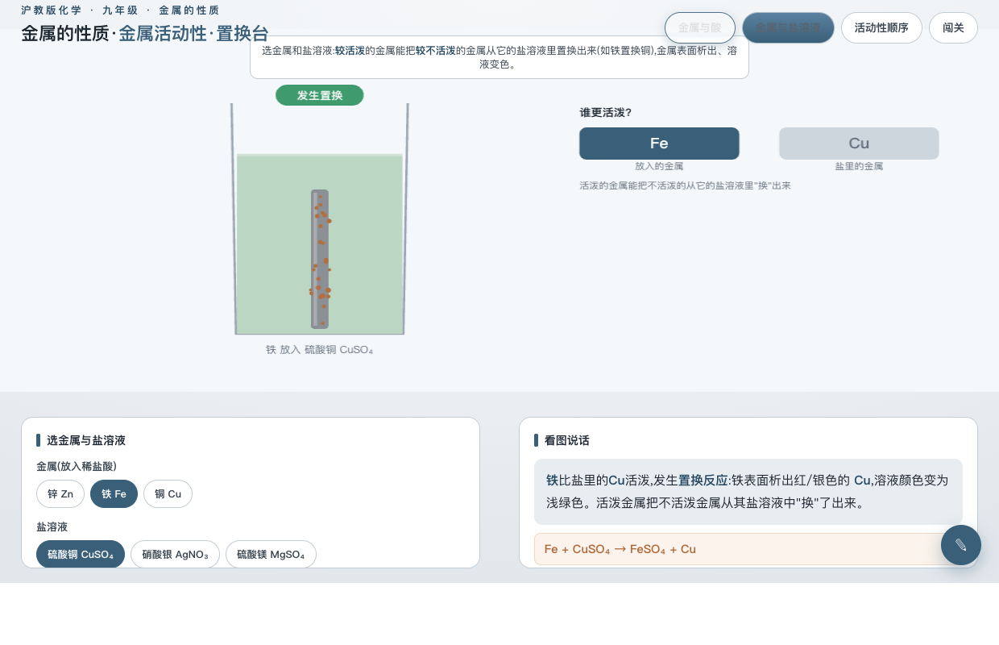 沪教版化学 · 九年级 · 金属的性质
金属的性质·金属活动性·置换台
金属与酸
金属与盐溶液
活动性顺序
闯关
选金属和盐溶液:较活泼的金属能把较不活泼的金属从它的盐溶液里置换出来(如铁置换铜),金属表面析出、溶
液变色。
发生置换
铁 放入 硫酸铜 CuSO₄
谁更活泼?
Fe
Cu
放入的金属
盐里的金属
活泼的金属能把不活泼的从它的盐溶液里"换"出来
选金属与盐溶液
金属(放入稀盐酸)
锌 Zn
铁 Fe
铜 Cu
盐溶液
硫酸铜 CuSO₄
硝酸银 AgNO₃
硫酸镁 MgSO₄
看图说话
铁比盐里的Cu活泼,发生置换反应:铁表面析出红/银色的 Cu,溶液颜色变为
浅绿色。活泼金属把不活泼金属从其盐溶液中"换"了出来。
Fe + CuSO₄ → FeSO₄ + Cu